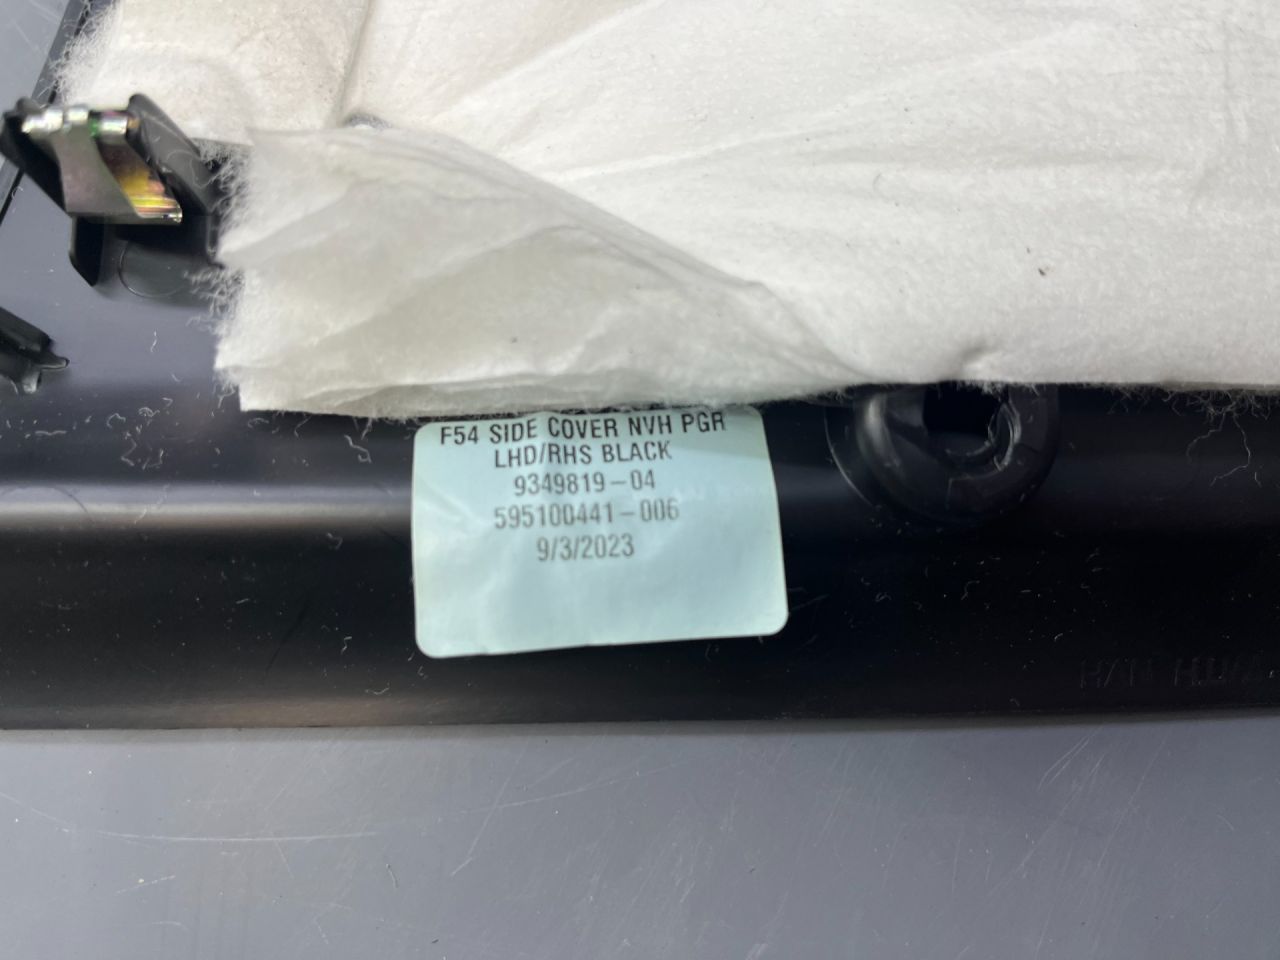 F54 SIDE COVER NVH PGR
LHD/RHS BLACK
9349819-04
595100441-006
9/3/2023